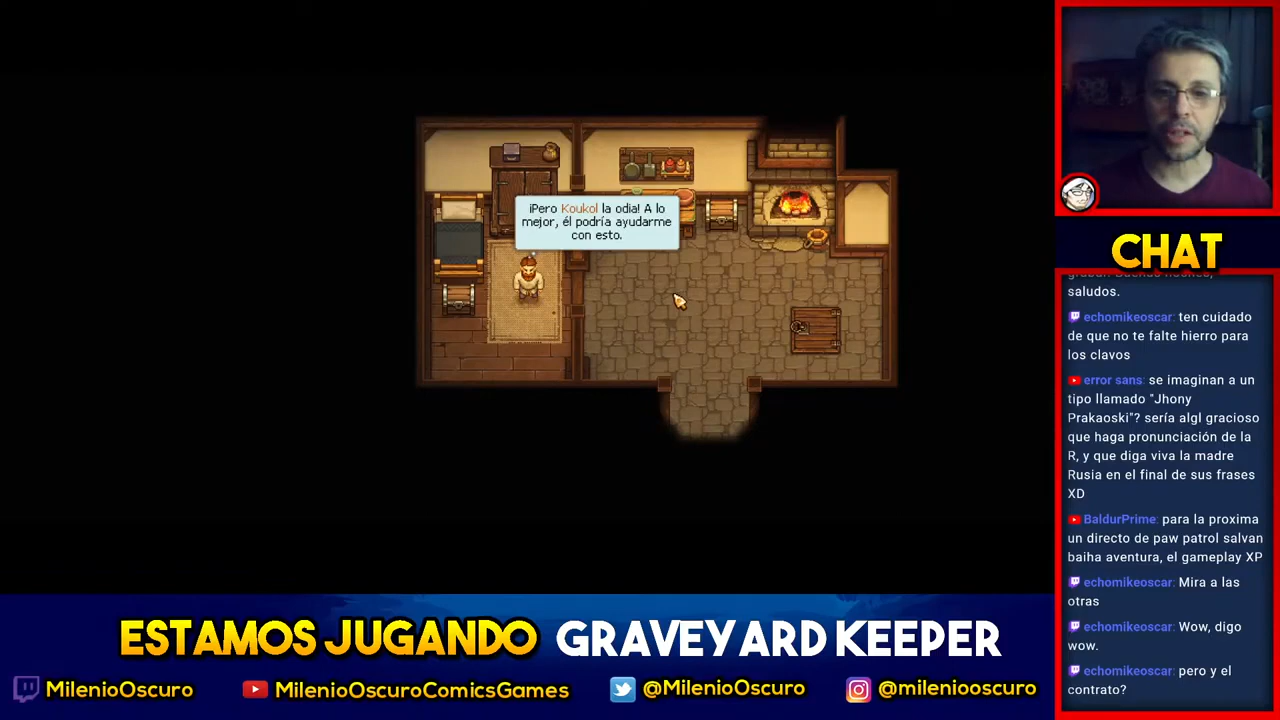 ¡Pero Koukol la odia! A lo
mejor, él podría ayudarme
con esto.
CHAT
saludos.
echomikeoscar: ten cuidado
de que no te falte hierro para
los clavos
error sans: se imaginan a un
tipo llamado "Jhony
Prakaoski"? sería algl gracioso
que haga pronunciación de la
R, y que diga viva la madre
Rusia en el final de sus frases
XD
BaldurPrime: para la proxima
un directo de paw patrol salvan
baiha aventura, el gameplay XP
echomikeoscar: Mira a las
otras
echomikeoscar: Wow, digo
wow.
echomikeoscar: pero y el
contrato?
ESTAMOS JUGANDO GRAVEYARD KEEPER
MilenioOscuro MilenioOscuroComicsGames @MilenioOscuro @milenioooscuro